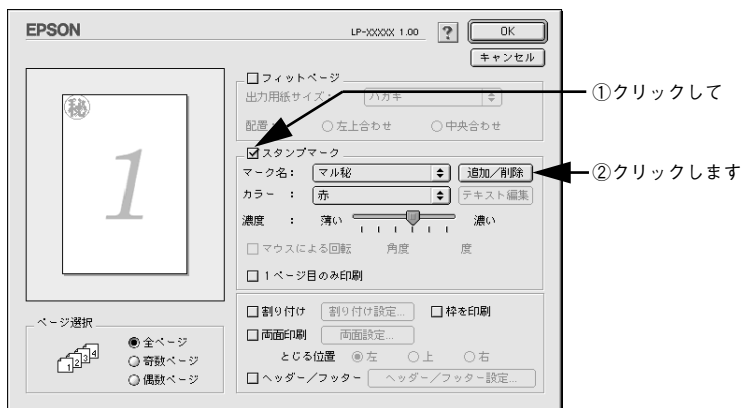 EPSON
LP-XXXXX 1.00
?
OK
キャンセル
フィットページ
出力用紙サイズ： ハガキ
配置： 左上合わせ 中央合わせ
①クリックして
スタンプマーク
マーク名： マル秘 追加／削除
②クリックします
カラー ： 赤 テキスト編集
濃度 ： 薄い 濃い
マウスによる回転 角度 度
1ページ目のみ印刷
㊙
1
割り付け 割り付け設定... 枠を印刷
両面印刷 両面設定...
とじる位置 左 上 右
ヘッダー／フッター ヘッダー／フッター設定...
ページ選択
1 2 3 4
全ページ
奇数ページ
偶数ページ